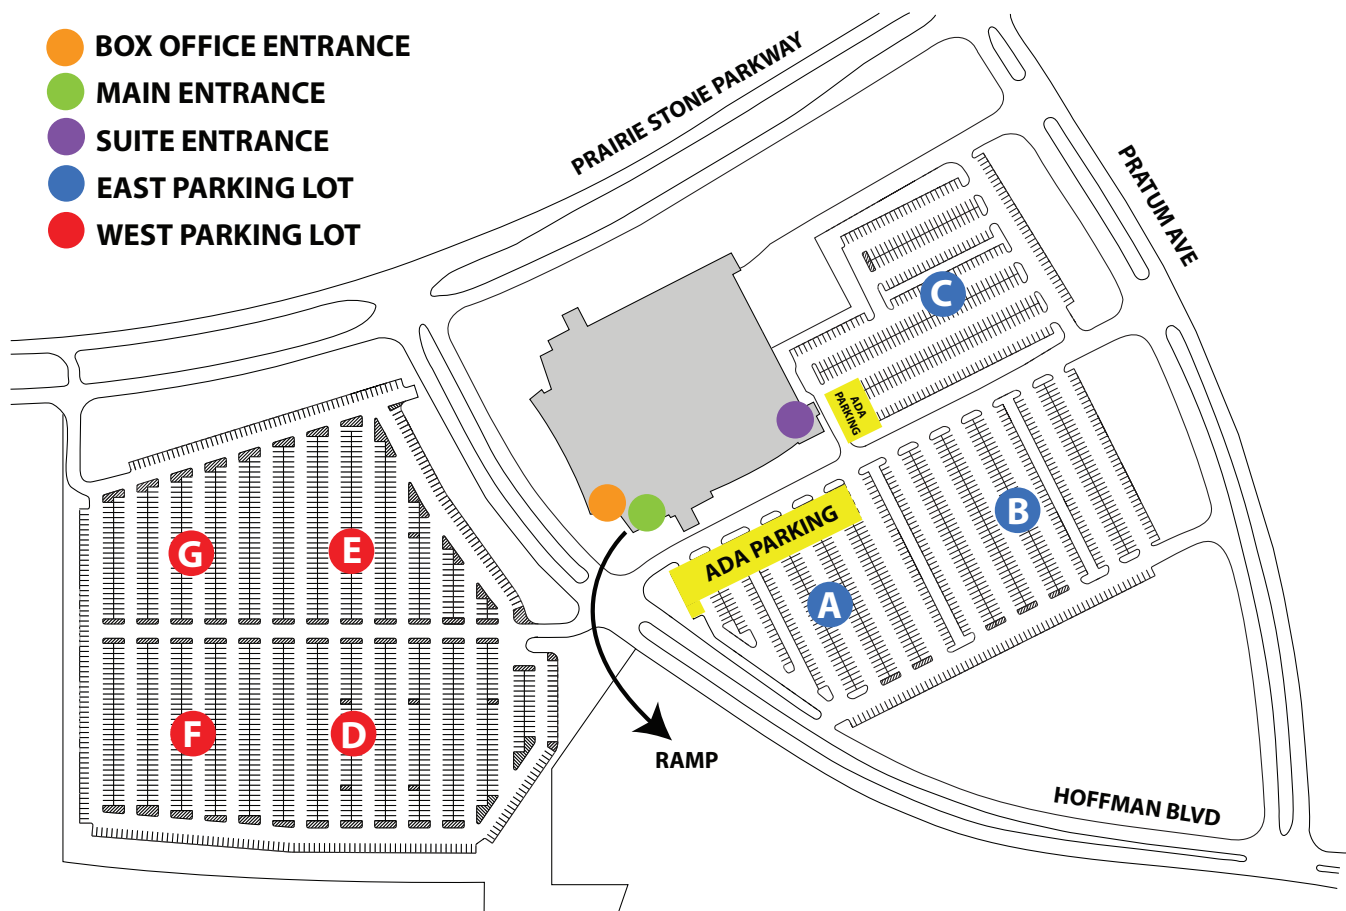 BOX OFFICE ENTRANCE
MAIN ENTRANCE
SUITE ENTRANCE
EAST PARKING LOT
WEST PARKING LOT
PRAIRIE STONE PARKWAY
PRATUM AVE
C
ADA
PARKING
B
ADA PARKING
A
G
E
F
D
RAMP
HOFFMAN BLVD